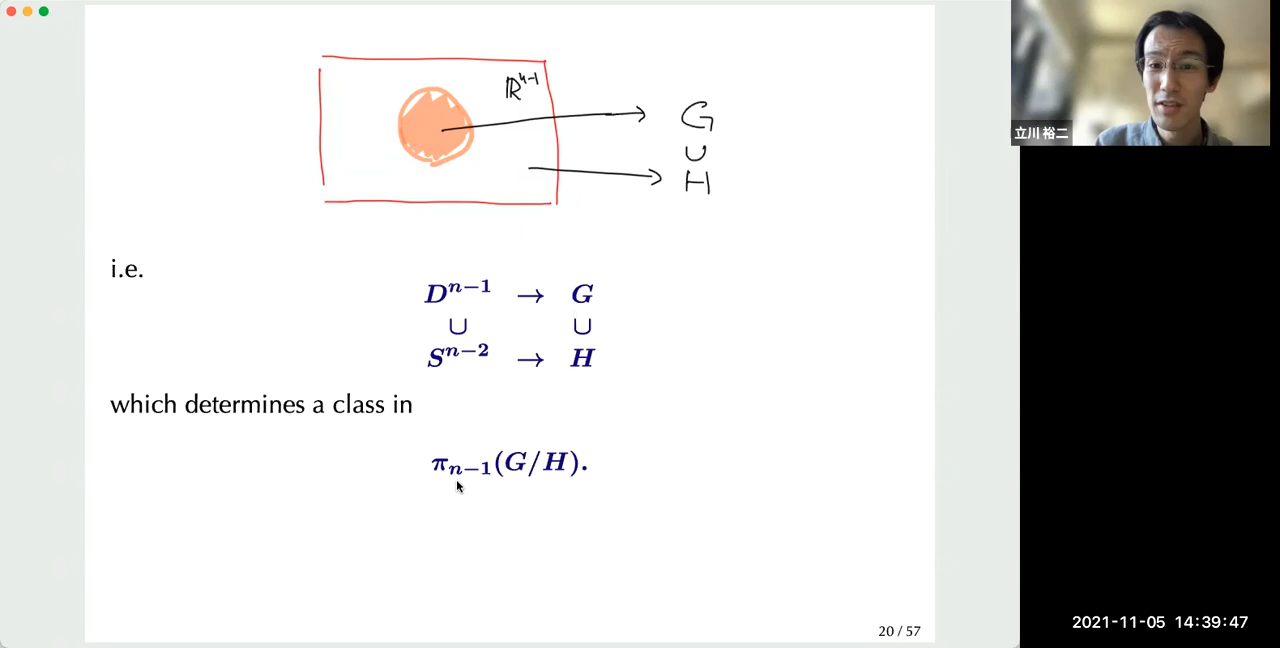 ℝⁿ⁻¹
G
∪
H
立川 裕二
i.e.
Dⁿ⁻¹ → G
∪ ∪
Sⁿ⁻² → H
which determines a class in
πₙ₋₁(G/H).
20 / 57
2021-11-05 14:39:47